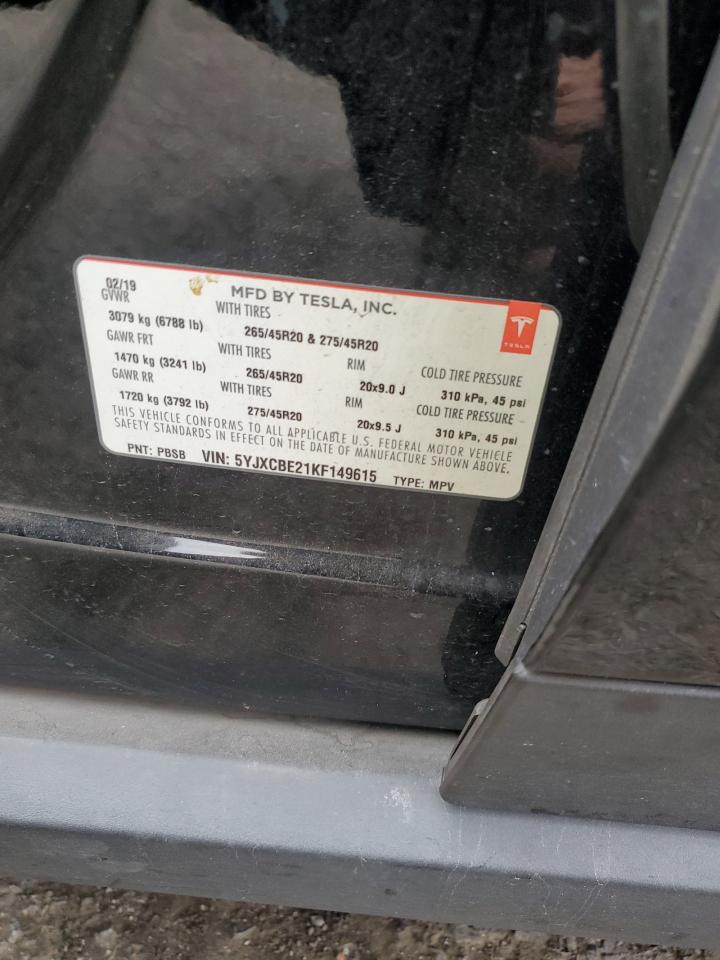 02/19 MFD BY TESLA, INC.
GVWR WITH TIRES
3079 kg (6788 lb) 265/45R20 & 275/45R20
GAWR FRT WITH TIRES RIM COLD TIRE PRESSURE
1470 kg (3241 lb) 265/45R20 20x9.0 J 310 kPa, 45 psi
GAWR RR WITH TIRES RIM COLD TIRE PRESSURE
1720 kg (3792 lb) 275/45R20 20x9.5 J 310 kPa, 45 psi
THIS VEHICLE CONFORMS TO ALL APPLICABLE U.S. FEDERAL MOTOR VEHICLE
SAFETY STANDARDS IN EFFECT ON THE DATE OF MANUFACTURE SHOWN ABOVE.
PNT: PBSB VIN: 5YJXCBE21KF149615 TYPE: MPV
TESLA